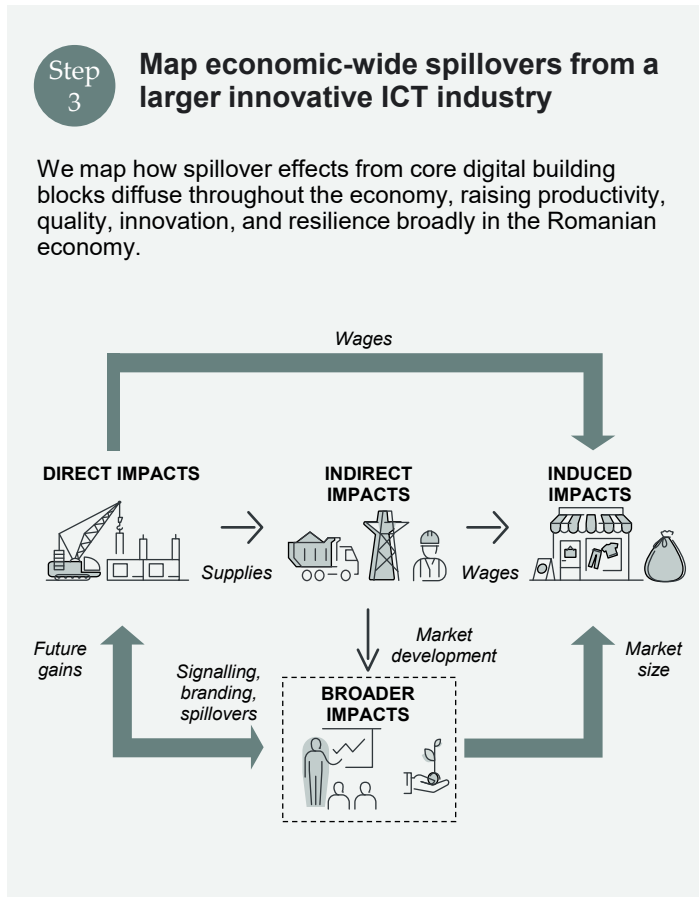 Step
3
Map economic-wide spillovers from a
larger innovative ICT industry
We map how spillover effects from core digital building
blocks diffuse throughout the economy, raising productivity,
quality, innovation, and resilience broadly in the Romanian
economy.
Wages
DIRECT IMPACTS
INDIRECT
IMPACTS
INDUCED
IMPACTS
Supplies
Wages
Future
gains
Signalling,
branding,
spillovers
Market
development
Market
size
BROADER
IMPACTS